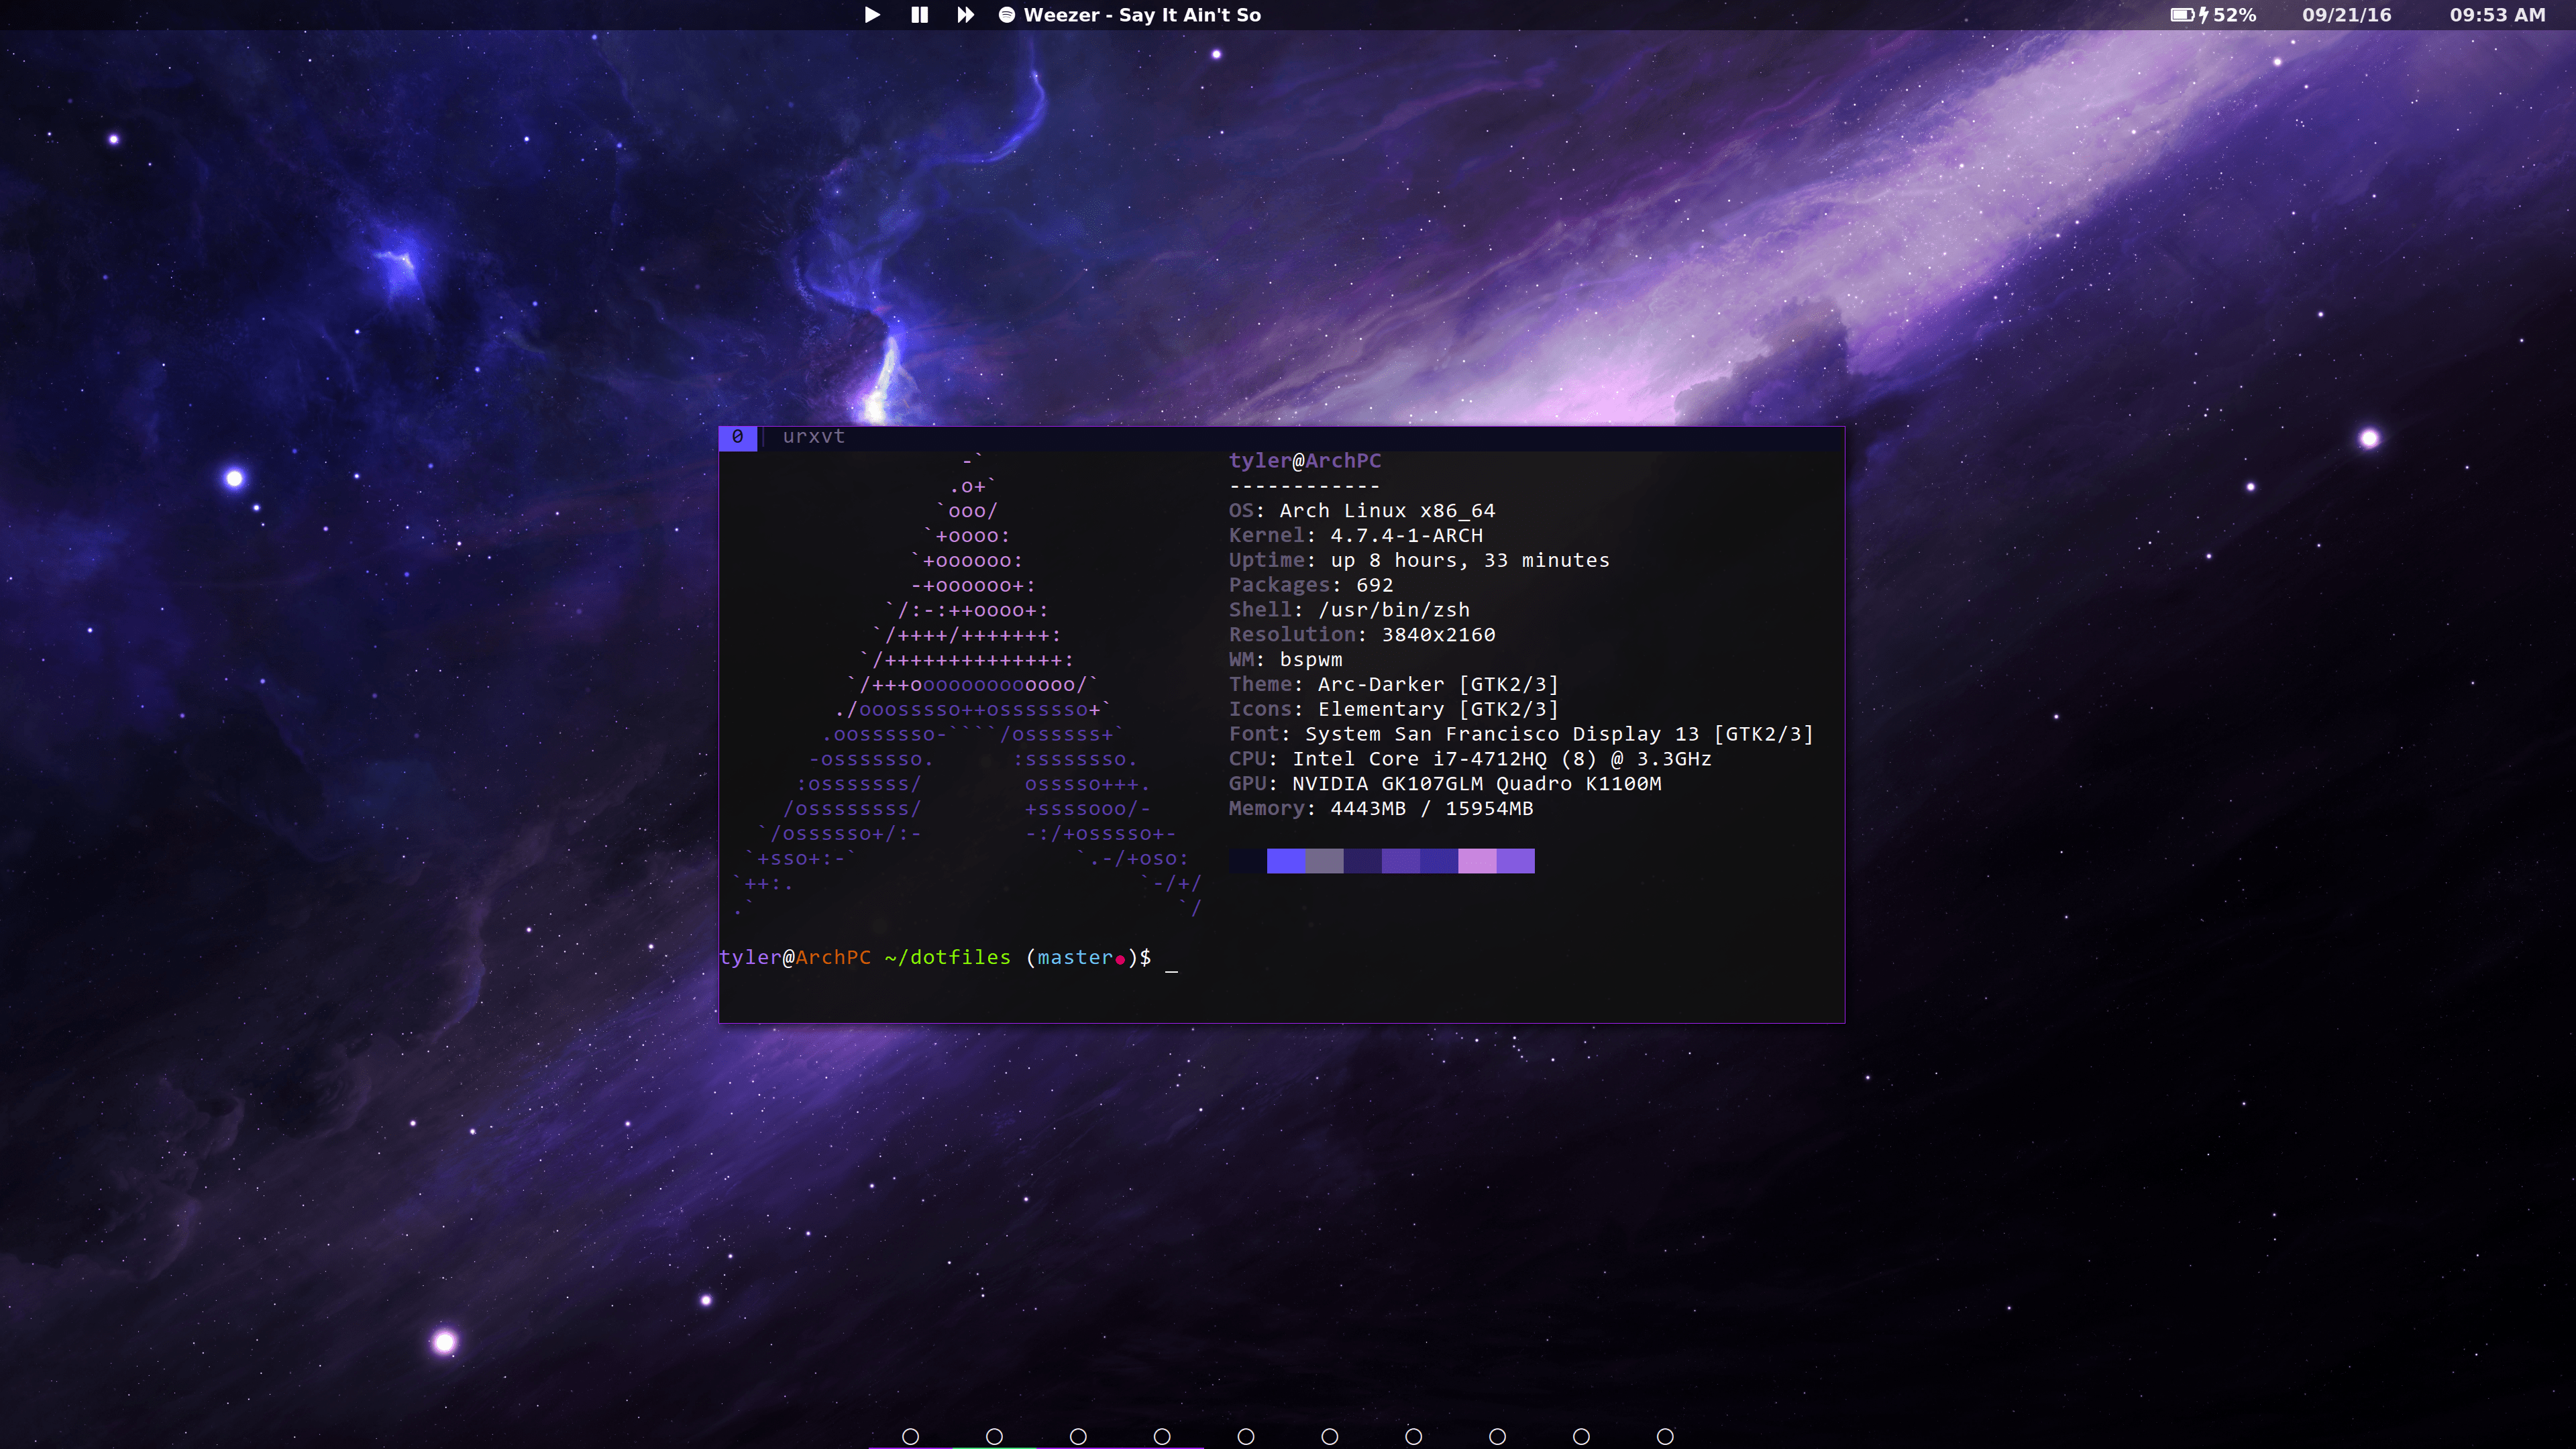 Weezer - Say It Ain't So
52% 09/21/16 09:53 AM
0 urxvt
-`
.o+`
`ooo/
`+oooo:
`+oooooo:
-+oooooo+:
`/:-:++oooo+:
`/++++/+++++++:
`/++++++++++++++:
`/+++ooooooooooooo/`
./ooosssso++osssssso+`
.oossssso-````/ossssss+`
-osssssso. :ssssssso.
:osssssss/ osssso+++.
/ossssssss/ +ssssooo/-
`/ossssso+/:- -:/+osssso+-
`+sso+:-` `.-/+oso:
`++:. `-/+/
.` `/
tyler@ArchPC
------------
OS: Arch Linux x86_64
Kernel: 4.7.4-1-ARCH
Uptime: up 8 hours, 33 minutes
Packages: 692
Shell: /usr/bin/zsh
Resolution: 3840x2160
WM: bspwm
Theme: Arc-Darker [GTK2/3]
Icons: Elementary [GTK2/3]
Font: System San Francisco Display 13 [GTK2/3]
CPU: Intel Core i7-4712HQ (8) @ 3.3GHz
GPU: NVIDIA GK107GLM Quadro K1100M
Memory: 4443MB / 15954MB
tyler@ArchPC ~/dotfiles (master●)$ _